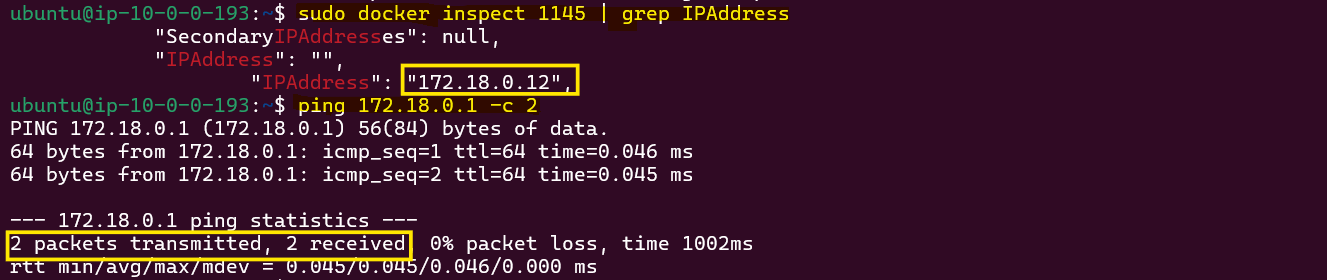 ubuntu@ip-10-0-0-193:~$ sudo docker inspect 1145 | grep IPAddress
"SecondaryIPAddresses": null,
"IPAddress": "",
"IPAddress": "172.18.0.12",
ubuntu@ip-10-0-0-193:~$ ping 172.18.0.1 -c 2
PING 172.18.0.1 (172.18.0.1) 56(84) bytes of data.
64 bytes from 172.18.0.1: icmp_seq=1 ttl=64 time=0.046 ms
64 bytes from 172.18.0.1: icmp_seq=2 ttl=64 time=0.045 ms
--- 172.18.0.1 ping statistics ---
2 packets transmitted, 2 received 0% packet loss, time 1002ms
rtt min/avg/max/mdev = 0.045/0.045/0.046/0.000 ms